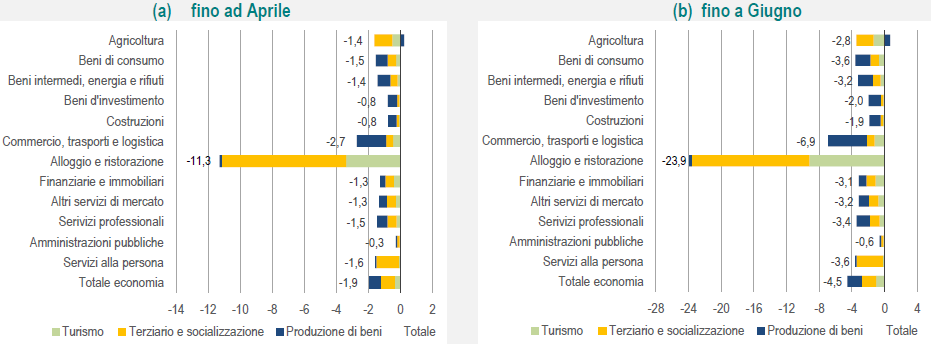 (a) fino ad Aprile
Agricoltura -1,4
Beni di consumo -1,5
Beni intermedi, energia e rifiuti -1,4
Beni d'investimento -0,8
Costruzioni -0,8
Commercio, trasporti e logistica -2,7
Alloggio e ristorazione -11,3
Finanziarie e immobiliari -1,3
Altri servizi di mercato -1,3
Serivizi professionali -1,5
Amministrazioni pubbliche -0,3
Servizi alla persona -1,6
Totale economia -1,9
-14 -12 -10 -8 -6 -4 -2 0 2
Turismo Terziario e socializzazione Produzione di beni Totale
(b) fino a Giugno
Agricoltura -2,8
Beni di consumo -3,6
Beni intermedi, energia e rifiuti -3,2
Beni d'investimento -2,0
Costruzioni -1,9
Commercio, trasporti e logistica -6,9
Alloggio e ristorazione -23,9
Finanziarie e immobiliari -3,1
Altri servizi di mercato -3,2
Serivizi professionali -3,4
Amministrazioni pubbliche -0,6
Servizi alla persona -3,6
Totale economia -4,5
-28 -24 -20 -16 -12 -8 -4 0 4
Turismo Terziario e socializzazione Produzione di beni Totale